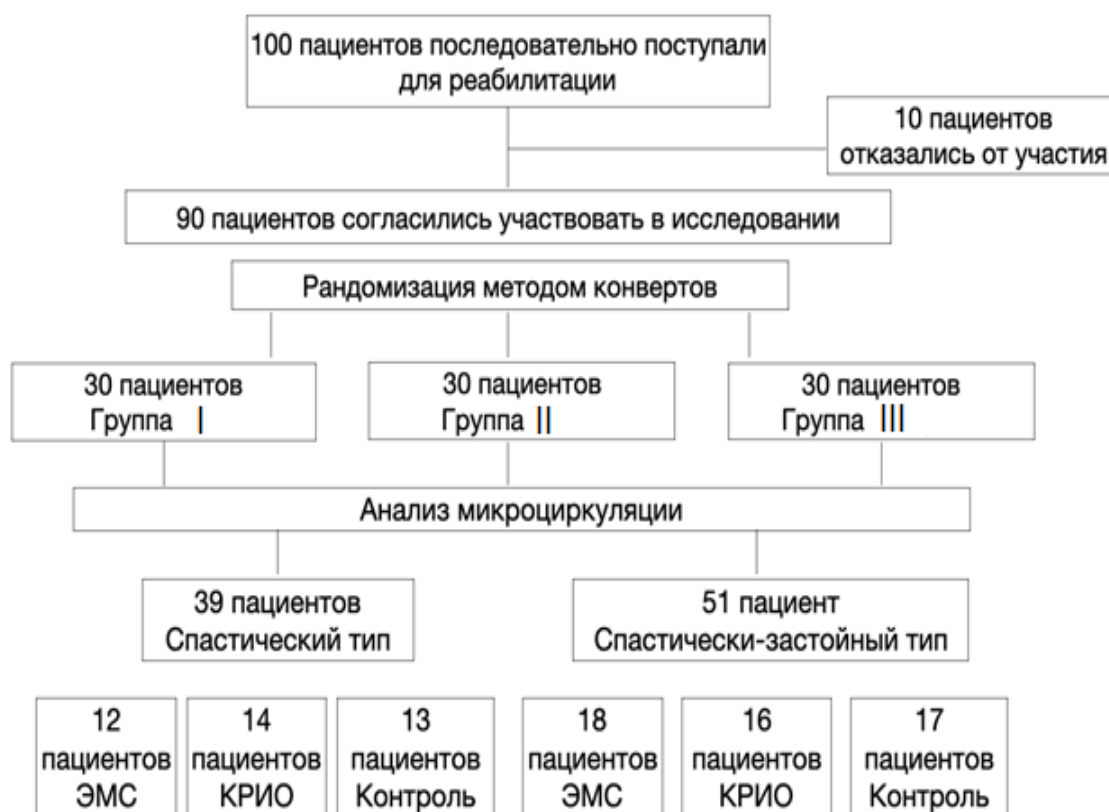 100 пациентов последовательно поступали
для реабилитации
10 пациентов
отказались от участия
90 пациентов согласились участвовать в исследовании
Рандомизация методом конвертов
30 пациентов
Группа I
30 пациентов
Группа II
30 пациентов
Группа III
Анализ микроциркуляции
39 пациентов
Спастический тип
51 пациент
Спастически-застойный тип
12
пациентов
ЭМС
14
пациентов
КРИО
13
пациентов
Контроль
18
пациентов
ЭМС
16
пациентов
КРИО
17
пациентов
Контроль